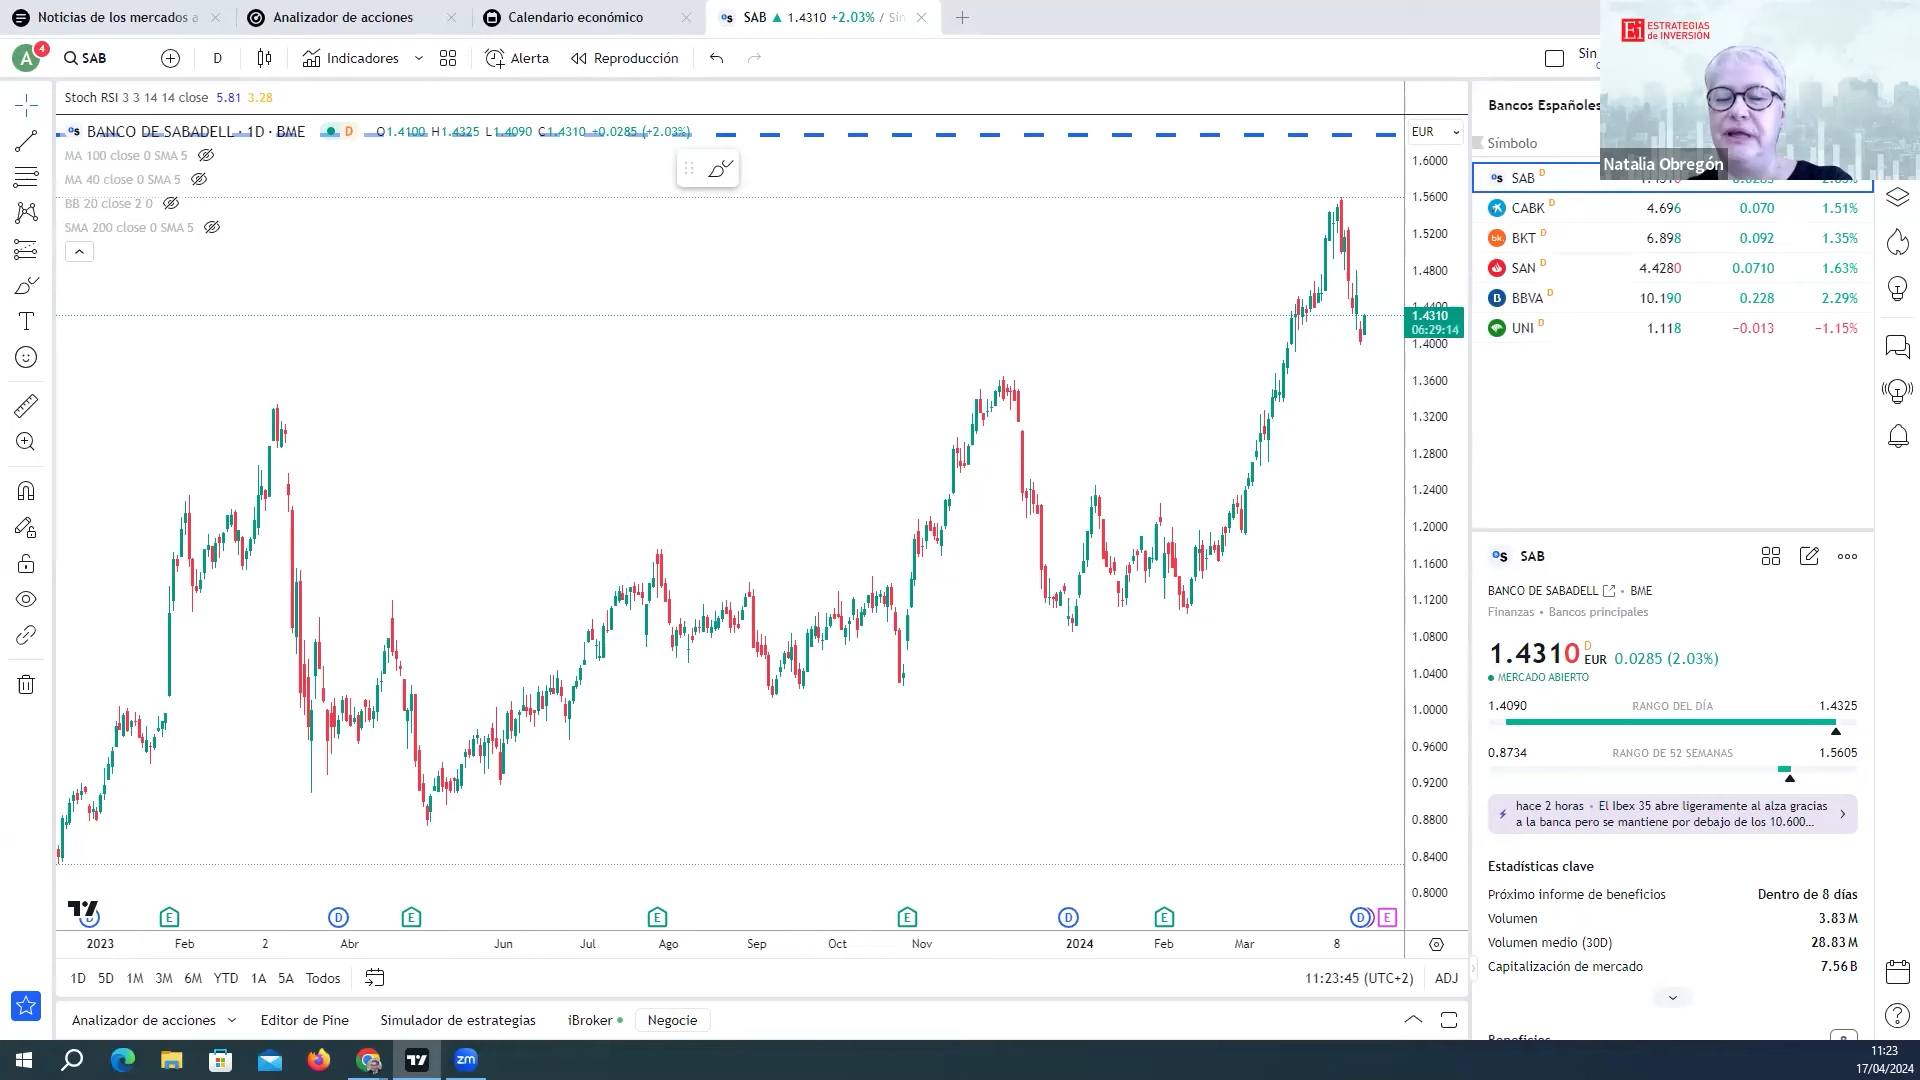 Noticias de los mercados a
Analizador de acciones
Calendario económico
SAB ▲ 1.4310 +2.03% / Sin
A
4
SAB
D
Indicadores
Alerta
Reproducción
Sin
Ei ESTRATEGIAS
de INVERSIÓN
Natalia Obregón
Stoch RSI 3 3 14 14 close 5.81 3.28
BANCO DE SABADELL · 1D · BME D O1.4100 H1.4325 L1.4090 C1.4310 +0.0285 (+2.03%)
MA 100 close 0 SMA 5
MA 40 close 0 SMA 5
BB 20 close 2 0
SMA 200 close 0 SMA 5
EUR
1.6000
1.5600
1.5200
1.4800
1.4400
1.4310
06:29:14
1.4000
1.3600
1.3200
1.2800
1.2400
1.2000
1.1600
1.1200
1.0800
1.0400
1.0000
0.9600
0.9200
0.8800
0.8400
0.8000
E D E E E D E D E
2023 Feb 2 Abr Jun Jul Ago Sep Oct Nov 2024 Feb Mar 8
1D 5D 1M 3M 6M YTD 1A 5A Todos
11:23:45 (UTC+2) ADJ
Analizador de acciones Editor de Pine Simulador de estrategias iBroker Negocie
Bancos Españoles
Símbolo
SAB D
CABK D 4.696 0.070 1.51%
BKT D 6.898 0.092 1.35%
SAN D 4.4280 0.0710 1.63%
BBVA D 10.190 0.228 2.29%
UNI D 1.118 −0.013 −1.15%
SAB
BANCO DE SABADELL • BME
Finanzas • Bancos principales
1.4310 D EUR 0.0285 (2.03%)
MERCADO ABIERTO
1.4090 RANGO DEL DÍA 1.4325
0.8734 RANGO DE 52 SEMANAS 1.5605
hace 2 horas • El Ibex 35 abre ligeramente al alza gracias
a la banca pero se mantiene por debajo de los 10.600...
Estadísticas clave
Próximo informe de beneficios Dentro de 8 días
Volumen 3.83 M
Volumen medio (30D) 28.83 M
Capitalización de mercado 7.56 B
zm
11:23
17/04/2024